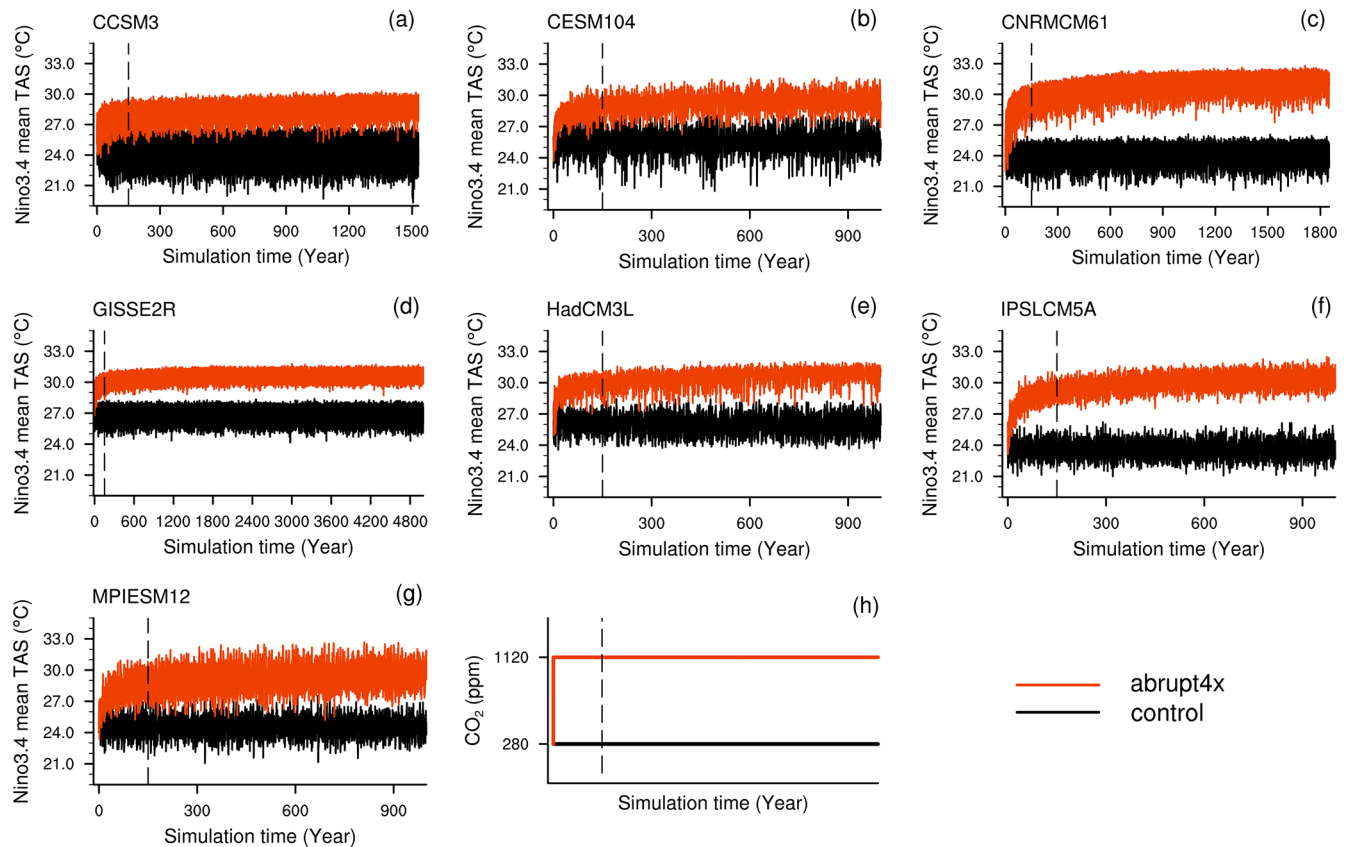 CCSM3
(a)
Nino3.4 mean TAS (°C)
33.0
30.0
27.0
24.0
21.0
0 300 600 900 1200 1500
Simulation time (Year)
CESM104
(b)
Nino3.4 mean TAS (°C)
33.0
30.0
27.0
24.0
21.0
0 300 600 900
Simulation time (Year)
CNRMCM61
(c)
Nino3.4 mean TAS (°C)
33.0
30.0
27.0
24.0
21.0
0 300 600 900 1200 1500 1800
Simulation time (Year)
GISSE2R
(d)
Nino3.4 mean TAS (°C)
33.0
30.0
27.0
24.0
21.0
0 600 1200 1800 2400 3000 3600 4200 4800
Simulation time (Year)
HadCM3L
(e)
Nino3.4 mean TAS (°C)
33.0
30.0
27.0
24.0
21.0
0 300 600 900
Simulation time (Year)
IPSLCM5A
(f)
Nino3.4 mean TAS (°C)
33.0
30.0
27.0
24.0
21.0
0 300 600 900
Simulation time (Year)
MPIESM12
(g)
Nino3.4 mean TAS (°C)
33.0
30.0
27.0
24.0
21.0
0 300 600 900
Simulation time (Year)
(h)
CO₂ (ppm)
1120
280
Simulation time (Year)
abrupt4x
control